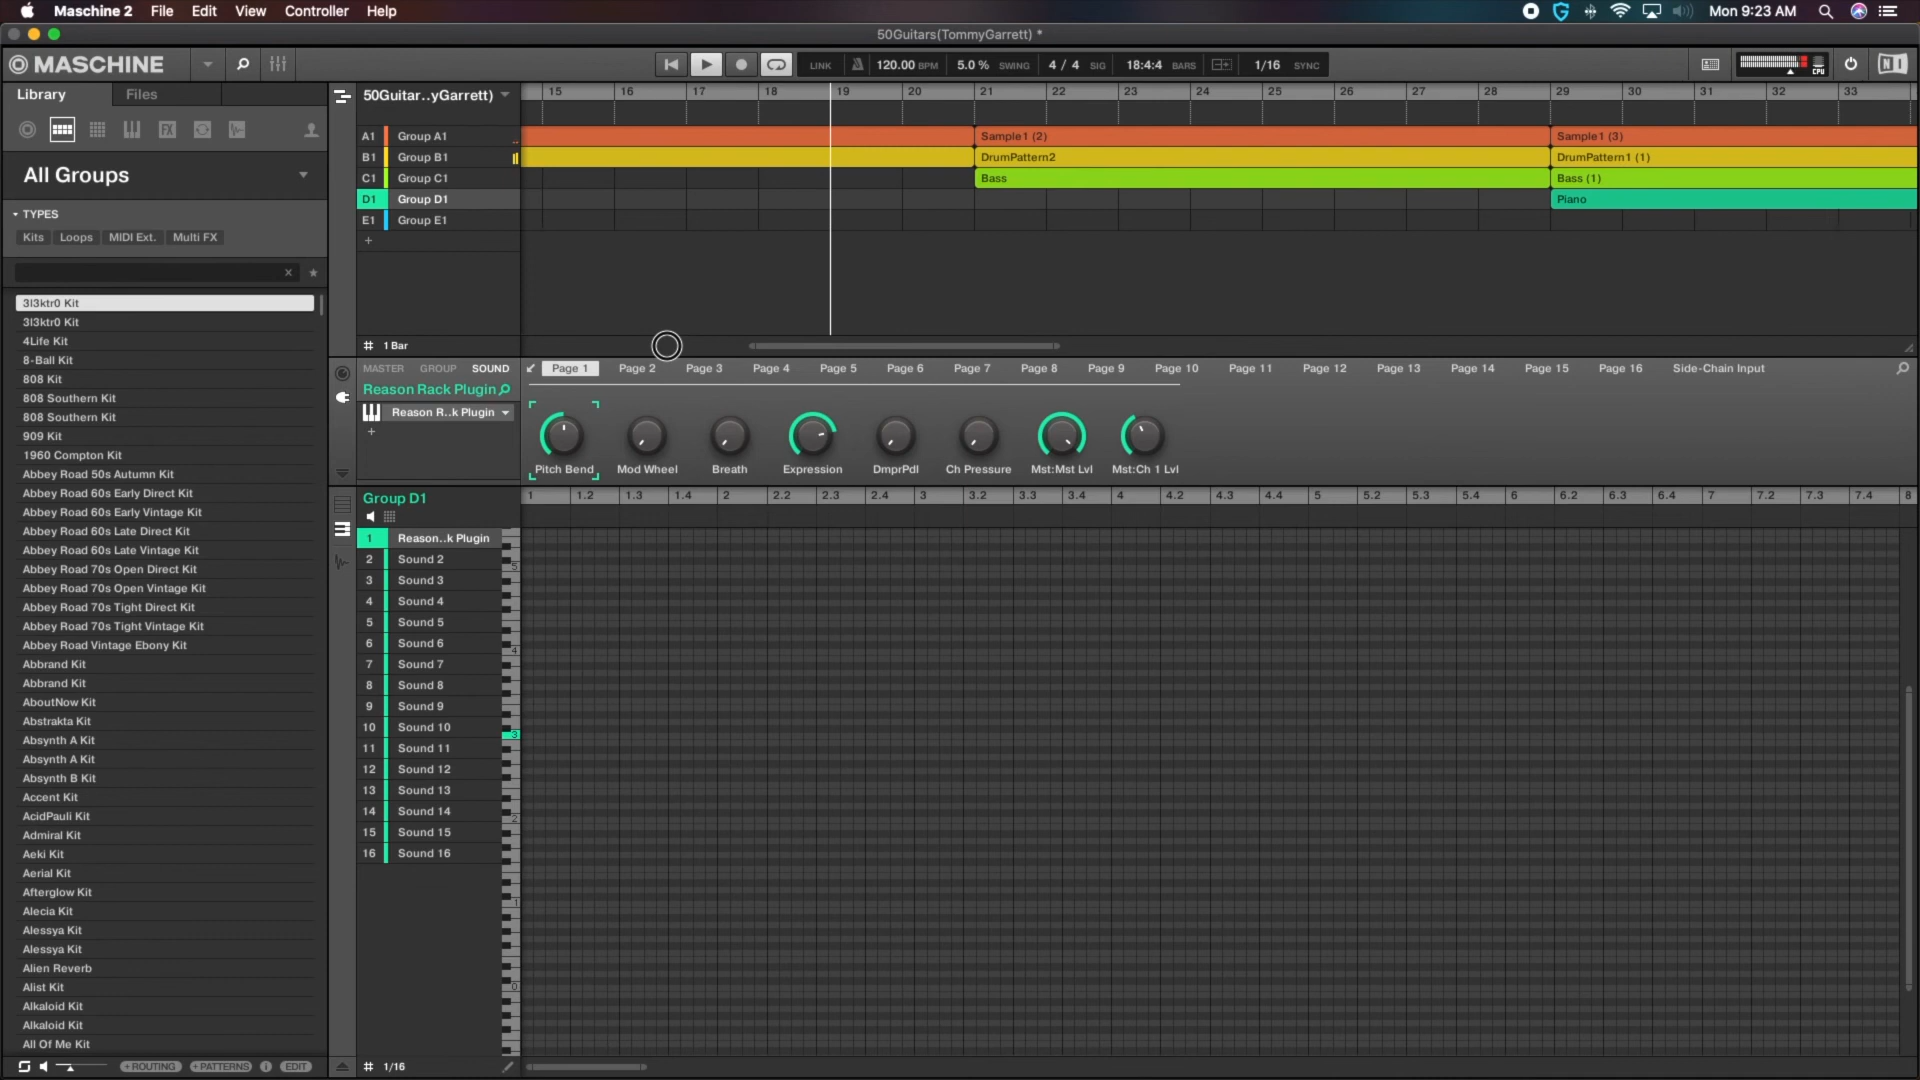 Maschine 2 File Edit View Controller Help Mon 9:23 AM
50Guitars(TommyGarrett) *
MASCHINE LINK 120.00 BPM 5.0 % SWING 4 / 4 SIG 18:4:4 BARS 1/16 SYNC CPU
Library Files
50Guitar..yGarrett)
15 16 17 18 19 20 21 22 23 24 25 26 27 28 29 30 31 32 33
A1 Group A1 Sample1 (2) Sample1 (3)
B1 Group B1 DrumPattern2 DrumPattern1 (1)
C1 Group C1 Bass Bass (1)
D1 Group D1 Piano
E1 Group E1
+
1 Bar
FX
All Groups
TYPES
Kits Loops MIDI Ext. Multi FX
3l3ktr0 Kit
3l3ktr0 Kit
4Life Kit
8-Ball Kit
808 Kit
808 Southern Kit
808 Southern Kit
909 Kit
1960 Compton Kit
Abbey Road 50s Autumn Kit
Abbey Road 60s Early Direct Kit
Abbey Road 60s Early Vintage Kit
Abbey Road 60s Late Direct Kit
Abbey Road 60s Late Vintage Kit
Abbey Road 70s Open Direct Kit
Abbey Road 70s Open Vintage Kit
Abbey Road 70s Tight Direct Kit
Abbey Road 70s Tight Vintage Kit
Abbey Road Vintage Ebony Kit
Abbrand Kit
Abbrand Kit
AboutNow Kit
Abstrakta Kit
Absynth A Kit
Absynth A Kit
Absynth B Kit
Accent Kit
AcidPauli Kit
Admiral Kit
Aeki Kit
Aerial Kit
Afterglow Kit
Alecia Kit
Alessya Kit
Alessya Kit
Alien Reverb
Alist Kit
Alkaloid Kit
Alkaloid Kit
All Of Me Kit
+ROUTING +PATTERNS EDIT
MASTER GROUP SOUND
Page 1 Page 2 Page 3 Page 4 Page 5 Page 6 Page 7 Page 8 Page 9 Page 10 Page 11 Page 12 Page 13 Page 14 Page 15 Page 16 Side-Chain Input
Reason Rack Plugin
Reason R..k Plugin
+
Pitch Bend Mod Wheel Breath Expression DmprPdl Ch Pressure Mst:Mst Lvl Mst:Ch 1 Lvl
Group D1
1 1.2 1.3 1.4 2 2.2 2.3 2.4 3 3.2 3.3 3.4 4 4.2 4.3 4.4 5 5.2 5.3 5.4 6 6.2 6.3 6.4 7 7.2 7.3 7.4 8
1 Reason..k Plugin
2 Sound 2
3 Sound 3
4 Sound 4
5 Sound 5
6 Sound 6
7 Sound 7
8 Sound 8
9 Sound 9
10 Sound 10
11 Sound 11
12 Sound 12
13 Sound 13
14 Sound 14
15 Sound 15
16 Sound 16
5
4
3
2
1
0
1/16